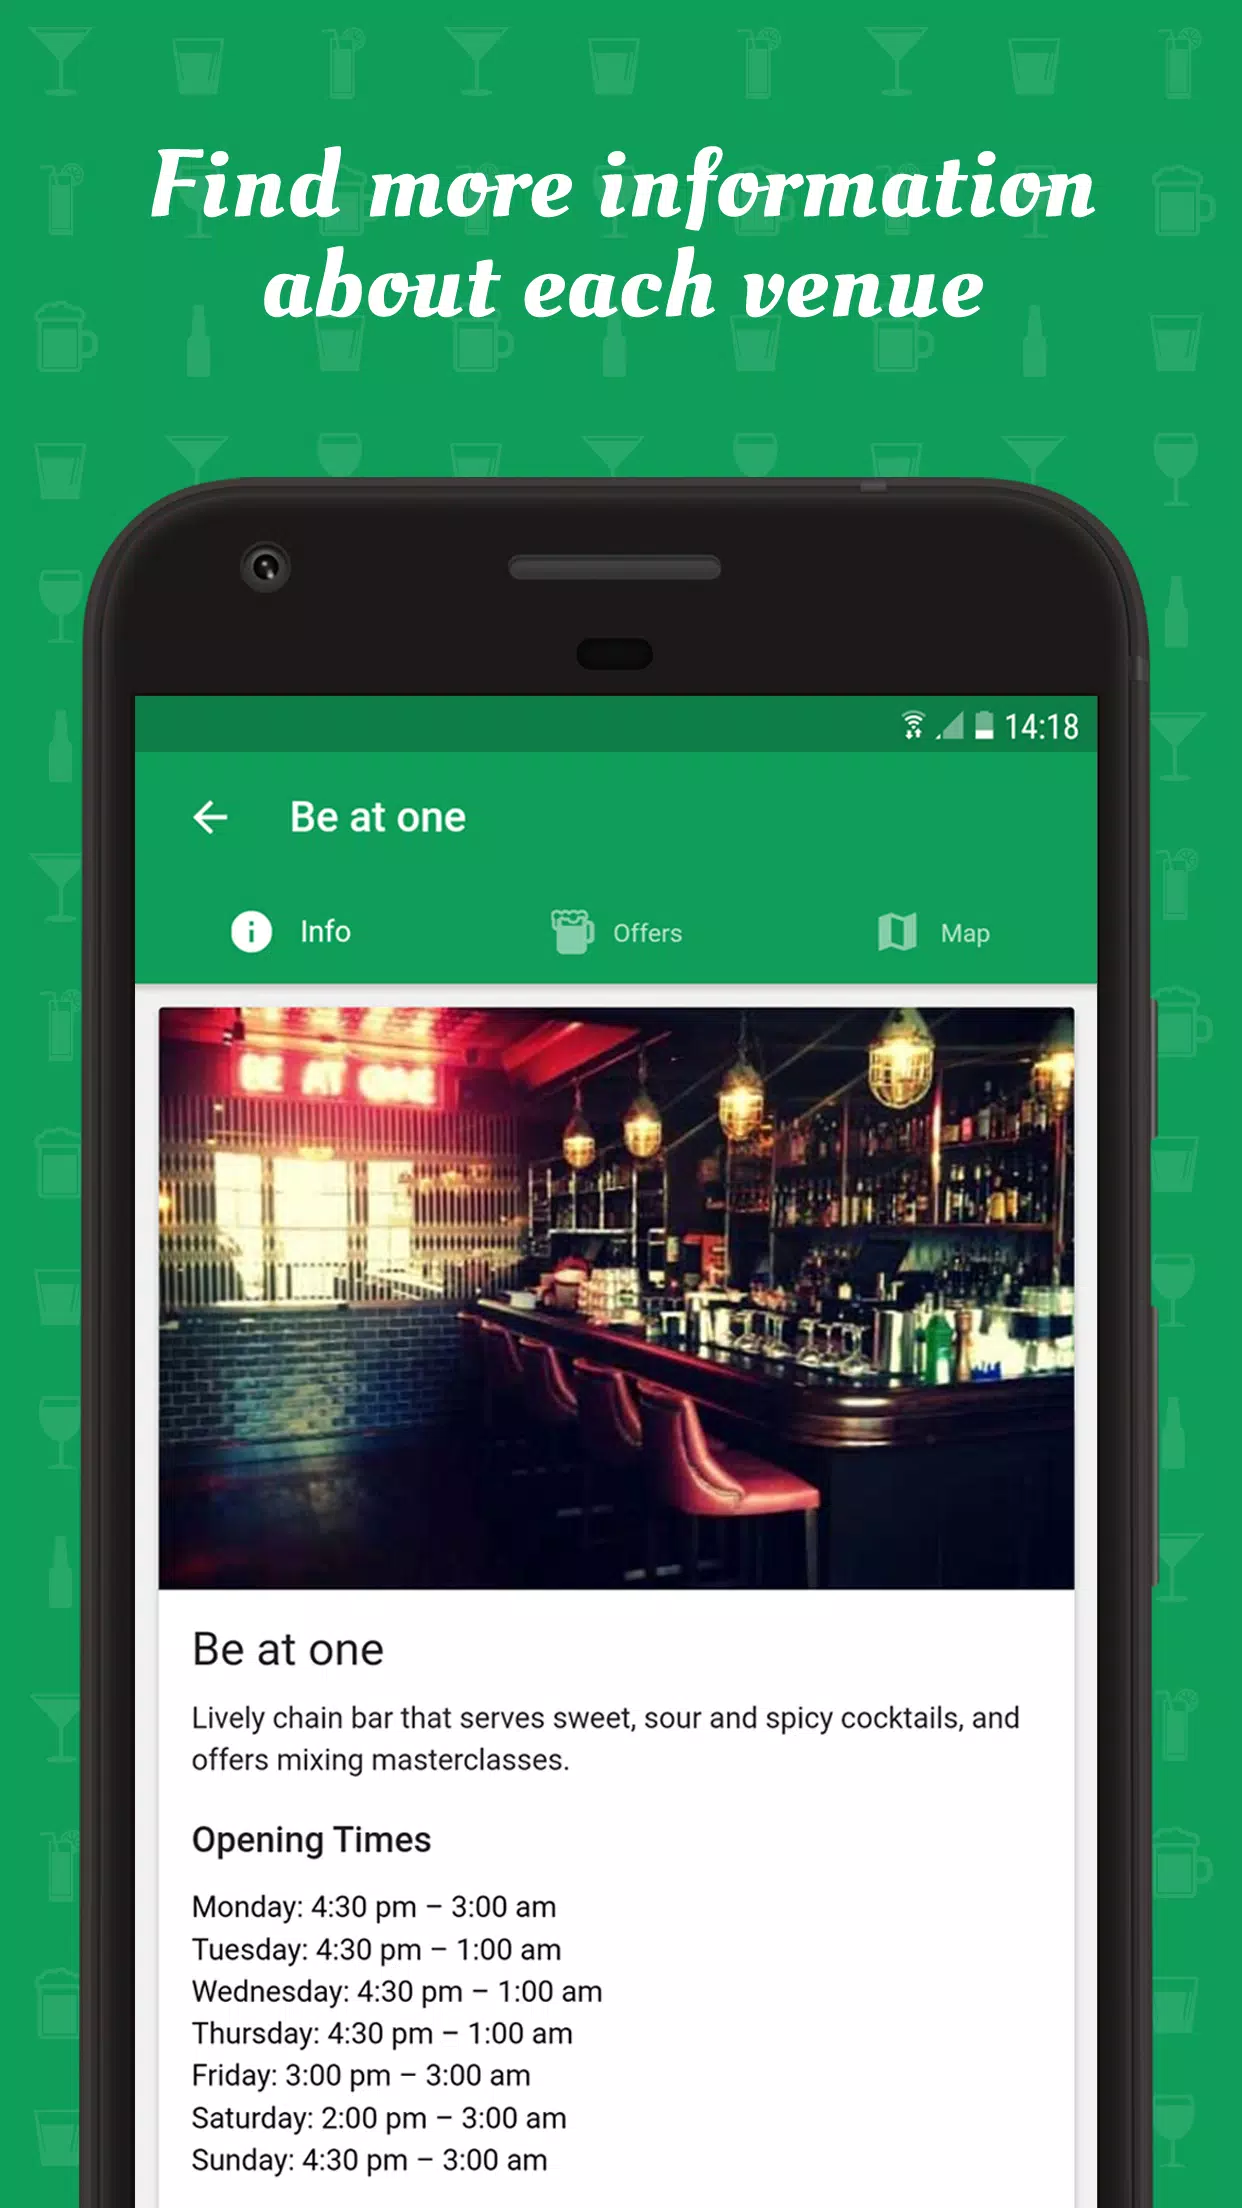 Find more information
about each venue
14:18
Be at one
Info
Offers
Map
BE AT ONE
Be at one
Lively chain bar that serves sweet, sour and spicy cocktails, and
offers mixing masterclasses.
Opening Times
Monday: 4:30 pm – 3:00 am
Tuesday: 4:30 pm – 1:00 am
Wednesday: 4:30 pm – 1:00 am
Thursday: 4:30 pm – 1:00 am
Friday: 3:00 pm – 3:00 am
Saturday: 2:00 pm – 3:00 am
Sunday: 4:30 pm – 3:00 am